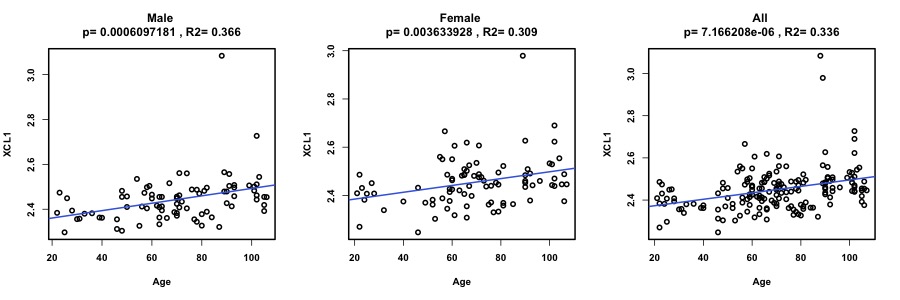 Male
p= 0.0006097181 , R2= 0.366
XCL1
3.0
2.8
2.6
2.4
20 40 60 80 100
Age
Female
p= 0.003633928 , R2= 0.309
XCL1
3.0
2.8
2.6
2.4
20 40 60 80 100
Age
All
p= 7.166208e-06 , R2= 0.336
XCL1
3.0
2.8
2.6
2.4
20 40 60 80 100
Age